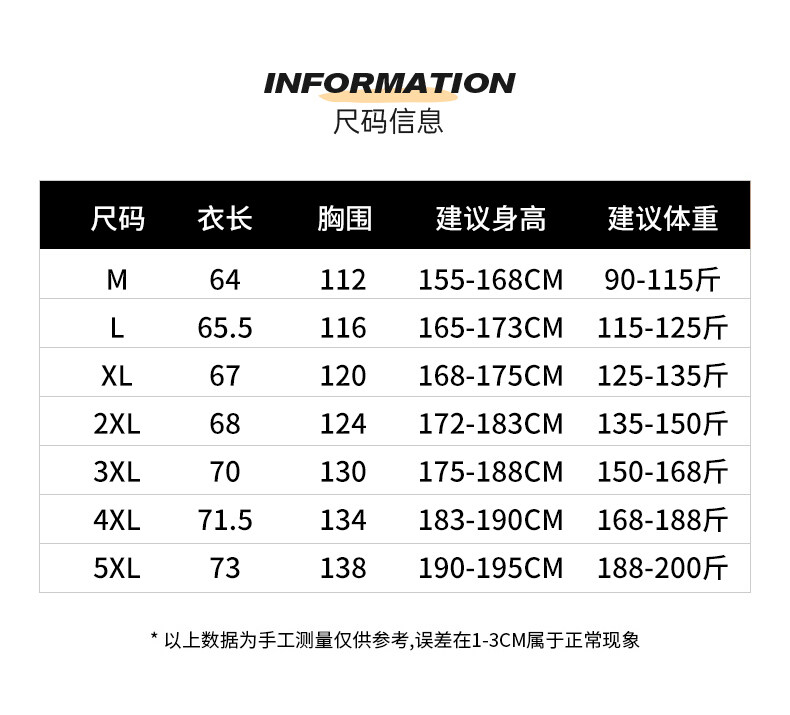 INFORMATION
尺码信息
尺码 衣长 胸围 建议身高 建议体重
M 64 112 155-168CM 90-115斤
L 65.5 116 165-173CM 115-125斤
XL 67 120 168-175CM 125-135斤
2XL 68 124 172-183CM 135-150斤
3XL 70 130 175-188CM 150-168斤
4XL 71.5 134 183-190CM 168-188斤
5XL 73 138 190-195CM 188-200斤
* 以上数据为手工测量仅供参考,误差在1-3CM属于正常现象